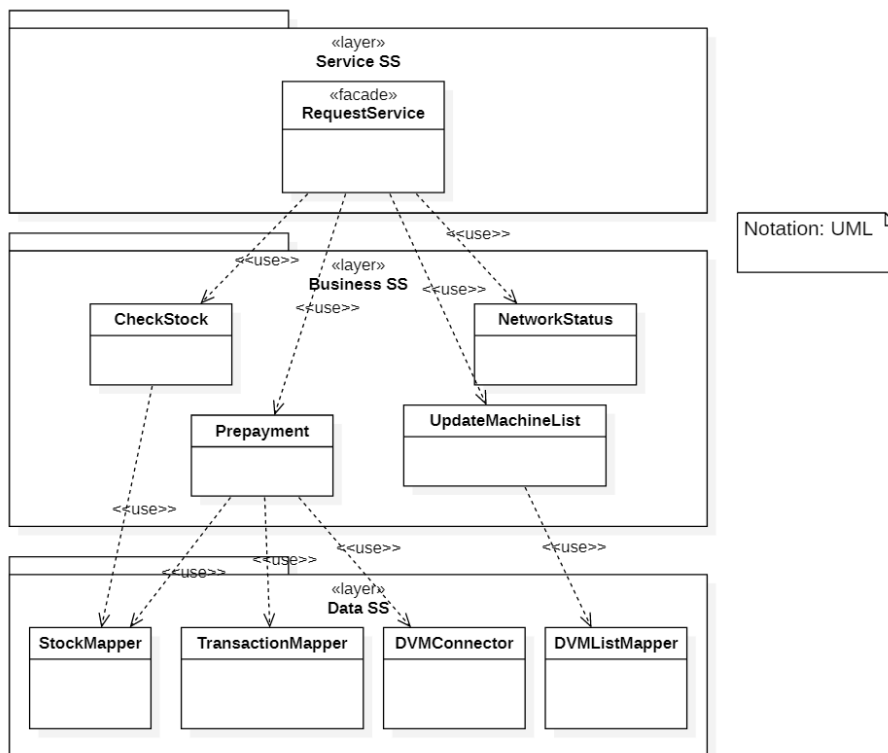 «layer»
Service SS
«facade»
RequestService
<<use>>
<<use>>
<<use>>
<<use>>
Notation: UML
«layer»
Business SS
CheckStock
NetworkStatus
Prepayment
UpdateMachineList
<<use>>
<<use>>
<<use>>
<<use>>
<<use>>
«layer»
Data SS
StockMapper
TransactionMapper
DVMConnector
DVMListMapper